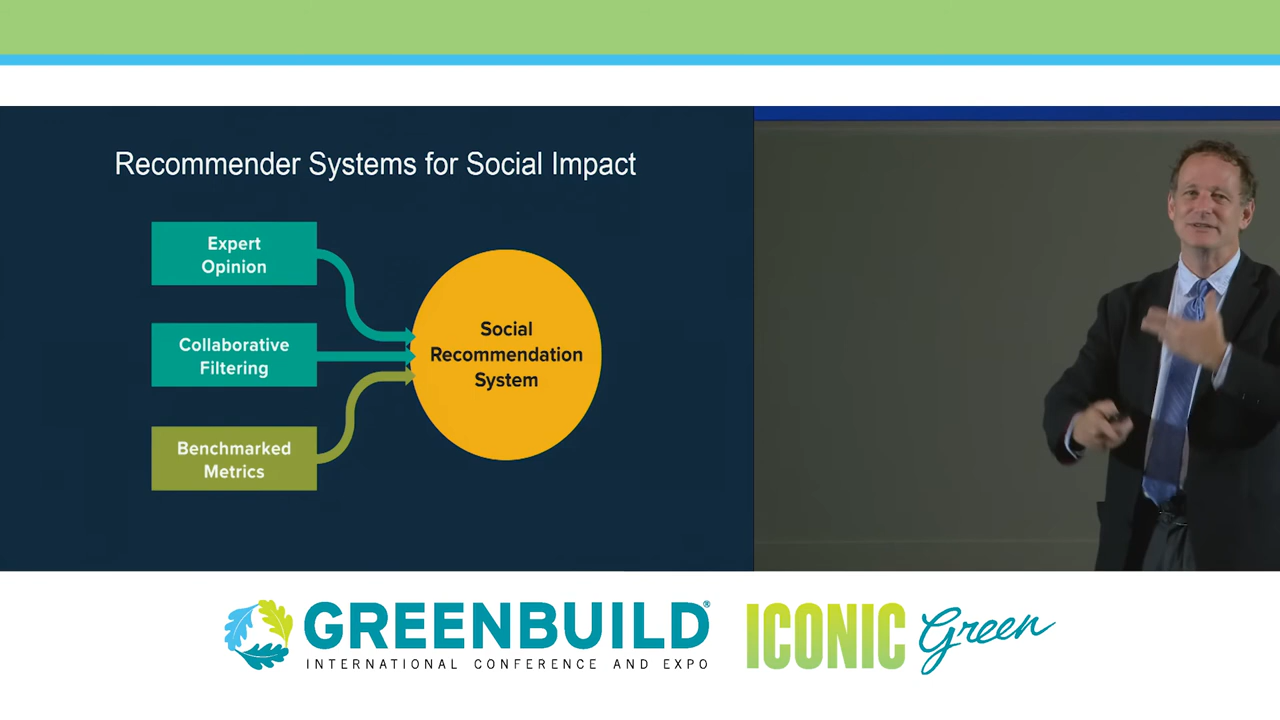 Recommender Systems for Social Impact
Expert
Opinion
Collaborative
Filtering
Benchmarked
Metrics
Social
Recommendation
System
GREENBUILD®
INTERNATIONAL CONFERENCE AND EXPO
ICONIC Green